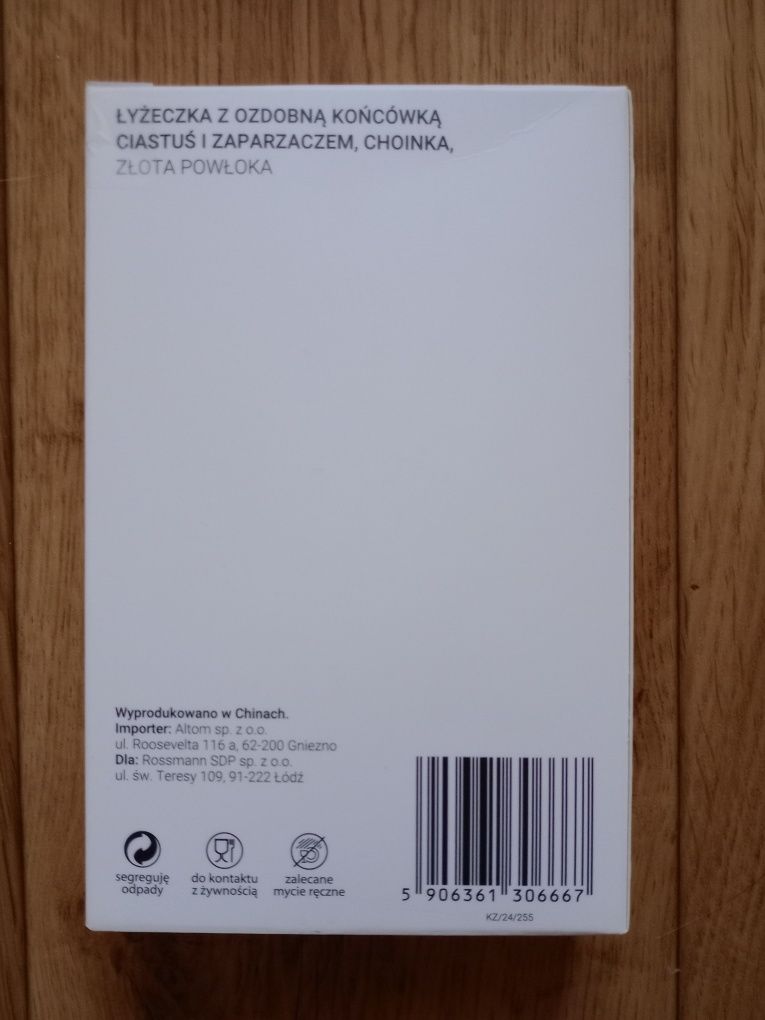 ŁYŻECZKA Z OZDOBNĄ KOŃCÓWKĄ
CIASTUŚ I ZAPARZACZEM, CHOINKA,
ZŁOTA POWŁOKA
Wyprodukowano w Chinach.
Importer: Altom sp. z o.o.
ul. Roosevelta 116 a, 62-200 Gniezno
Dla: Rossmann SDP sp. z o.o.
ul. św. Teresy 109, 91-222 Łódź
segreguję
odpady
do kontaktu
z żywnością
zalecane
mycie ręczne
5 906361 306667
KZ/24/255